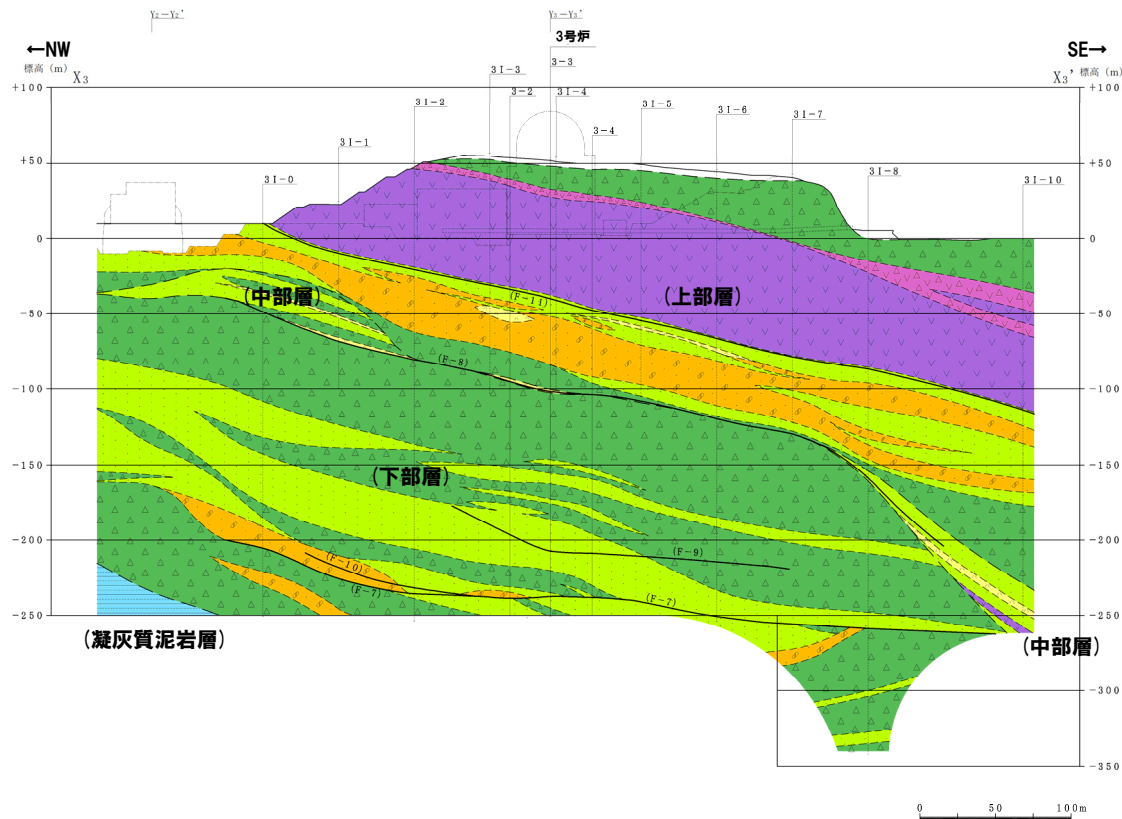 Y₂−Y₂'
Y₃−Y₃'
3号炉
←NW
SE→
標高(m)
X₃
X₃'
標高(m)
3−3
3I−3
3−2
3I−4
3I−2
3I−5
3I−6
3I−7
3−4
3I−1
3I−0
3I−8
3I−10
+100
+100
+50
+50
0
0
(中部層)
(F−11)
(上部層)
−50
−50
(F−8)
−100
−100
−150
−150
(下部層)
−200
−200
(F−9)
(F−10)
(F−7)
(F−7)
−250
−250
(凝灰質泥岩層)
(中部層)
−300
−350
0 50 100m